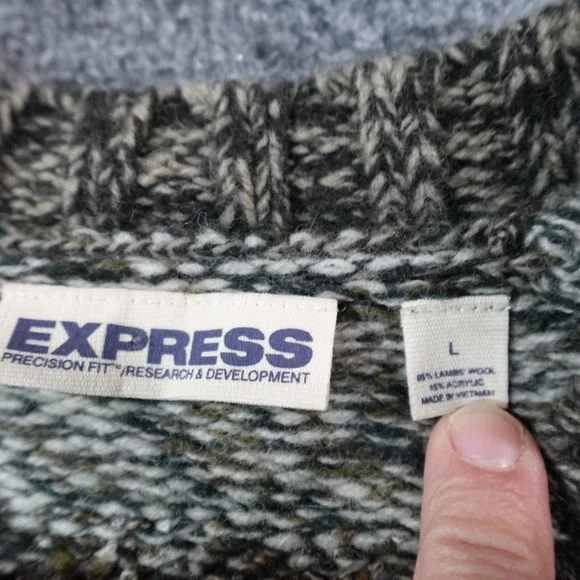 EXPRESS
PRECISION FIT™/RESEARCH & DEVELOPMENT
L
85% LAMBS' WOOL
15% ACRYLIC
MADE IN VIETNAM